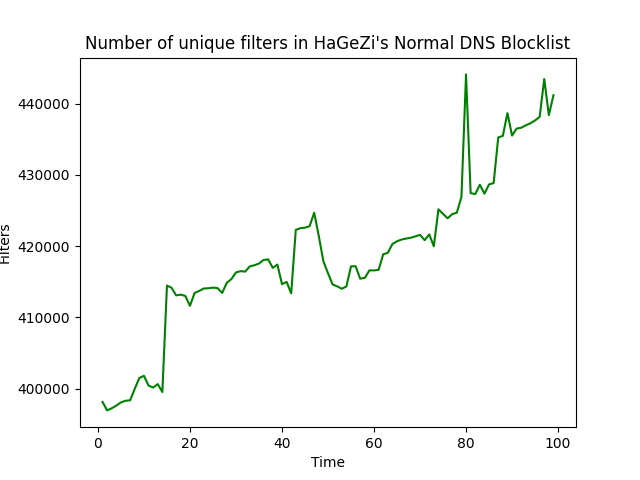 Number of unique filters in HaGeZi's Normal DNS Blocklist
440000
430000
420000
410000
400000
Filters
0 20 40 60 80 100
Time